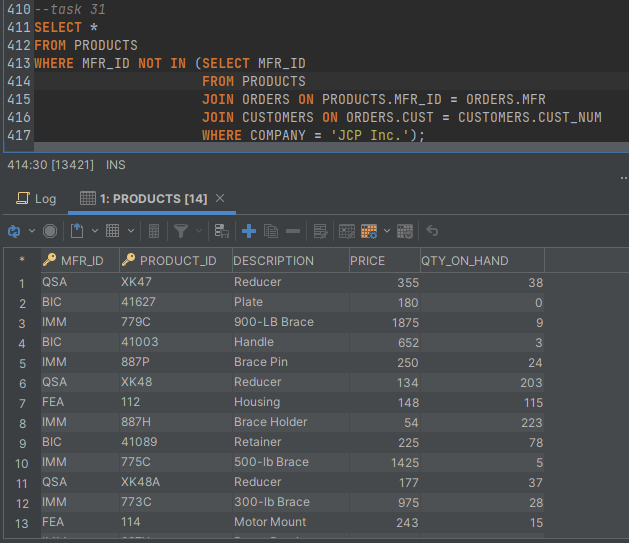 410 --task 31
411 SELECT *
412 FROM PRODUCTS
413 WHERE MFR_ID NOT IN (SELECT MFR_ID
414 FROM PRODUCTS
415 JOIN ORDERS ON PRODUCTS.MFR_ID = ORDERS.MFR
416 JOIN CUSTOMERS ON ORDERS.CUST = CUSTOMERS.CUST_NUM
417 WHERE COMPANY = 'JCP Inc.');
414:30 [13421] INS
Log 1: PRODUCTS [14]
* MFR_ID PRODUCT_ID DESCRIPTION PRICE QTY_ON_HAND
1 QSA XK47 Reducer 355 38
2 BIC 41627 Plate 180 0
3 IMM 779C 900-LB Brace 1875 9
4 BIC 41003 Handle 652 3
5 IMM 887P Brace Pin 250 24
6 QSA XK48 Reducer 134 203
7 FEA 112 Housing 148 115
8 IMM 887H Brace Holder 54 223
9 BIC 41089 Retainer 225 78
10 IMM 775C 500-lb Brace 1425 5
11 QSA XK48A Reducer 177 37
12 IMM 773C 300-lb Brace 975 28
13 FEA 114 Motor Mount 243 15